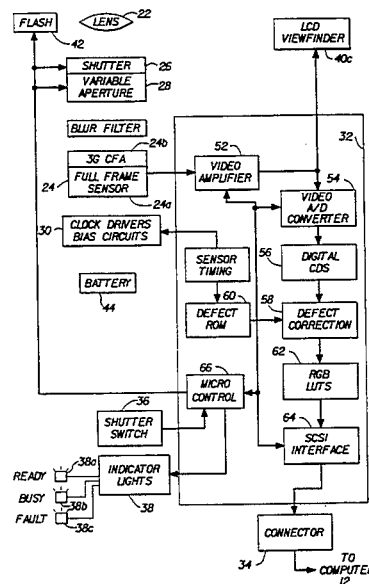 FLASH
42
LENS
22
LCD
VIEWFINDER
40c
SHUTTER
26
VARIABLE
APERTURE
28
BLUR FILTER
24b
3G CFA
24
FULL FRAME
SENSOR
24a
30
CLOCK DRIVERS
BIAS CIRCUITS
BATTERY
44
32
52
VIDEO
AMPLIFIER
54
VIDEO
A/D
CONVERTER
56
DIGITAL
CDS
SENSOR
TIMING
60
DEFECT
ROM
58
DEFECT
CORRECTION
62
RGB
LUTS
66
MICRO
CONTROL
36
SHUTTER
SWITCH
64
SCSI
INTERFACE
READY
38a
BUSY
38b
FAULT
38c
INDICATOR
LIGHTS
38
CONNECTOR
34
TO
COMPUTER
12